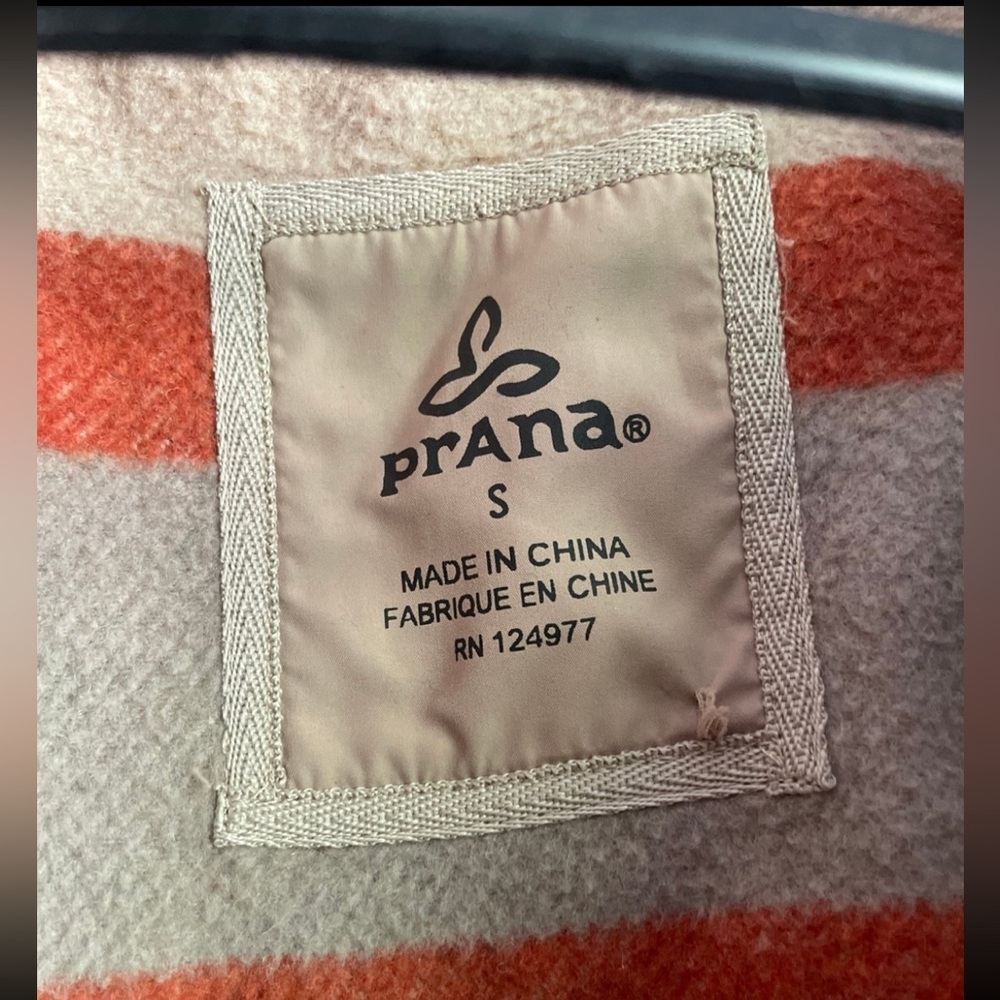 prAna®
S
MADE IN CHINA
FABRIQUE EN CHINE
RN 124977